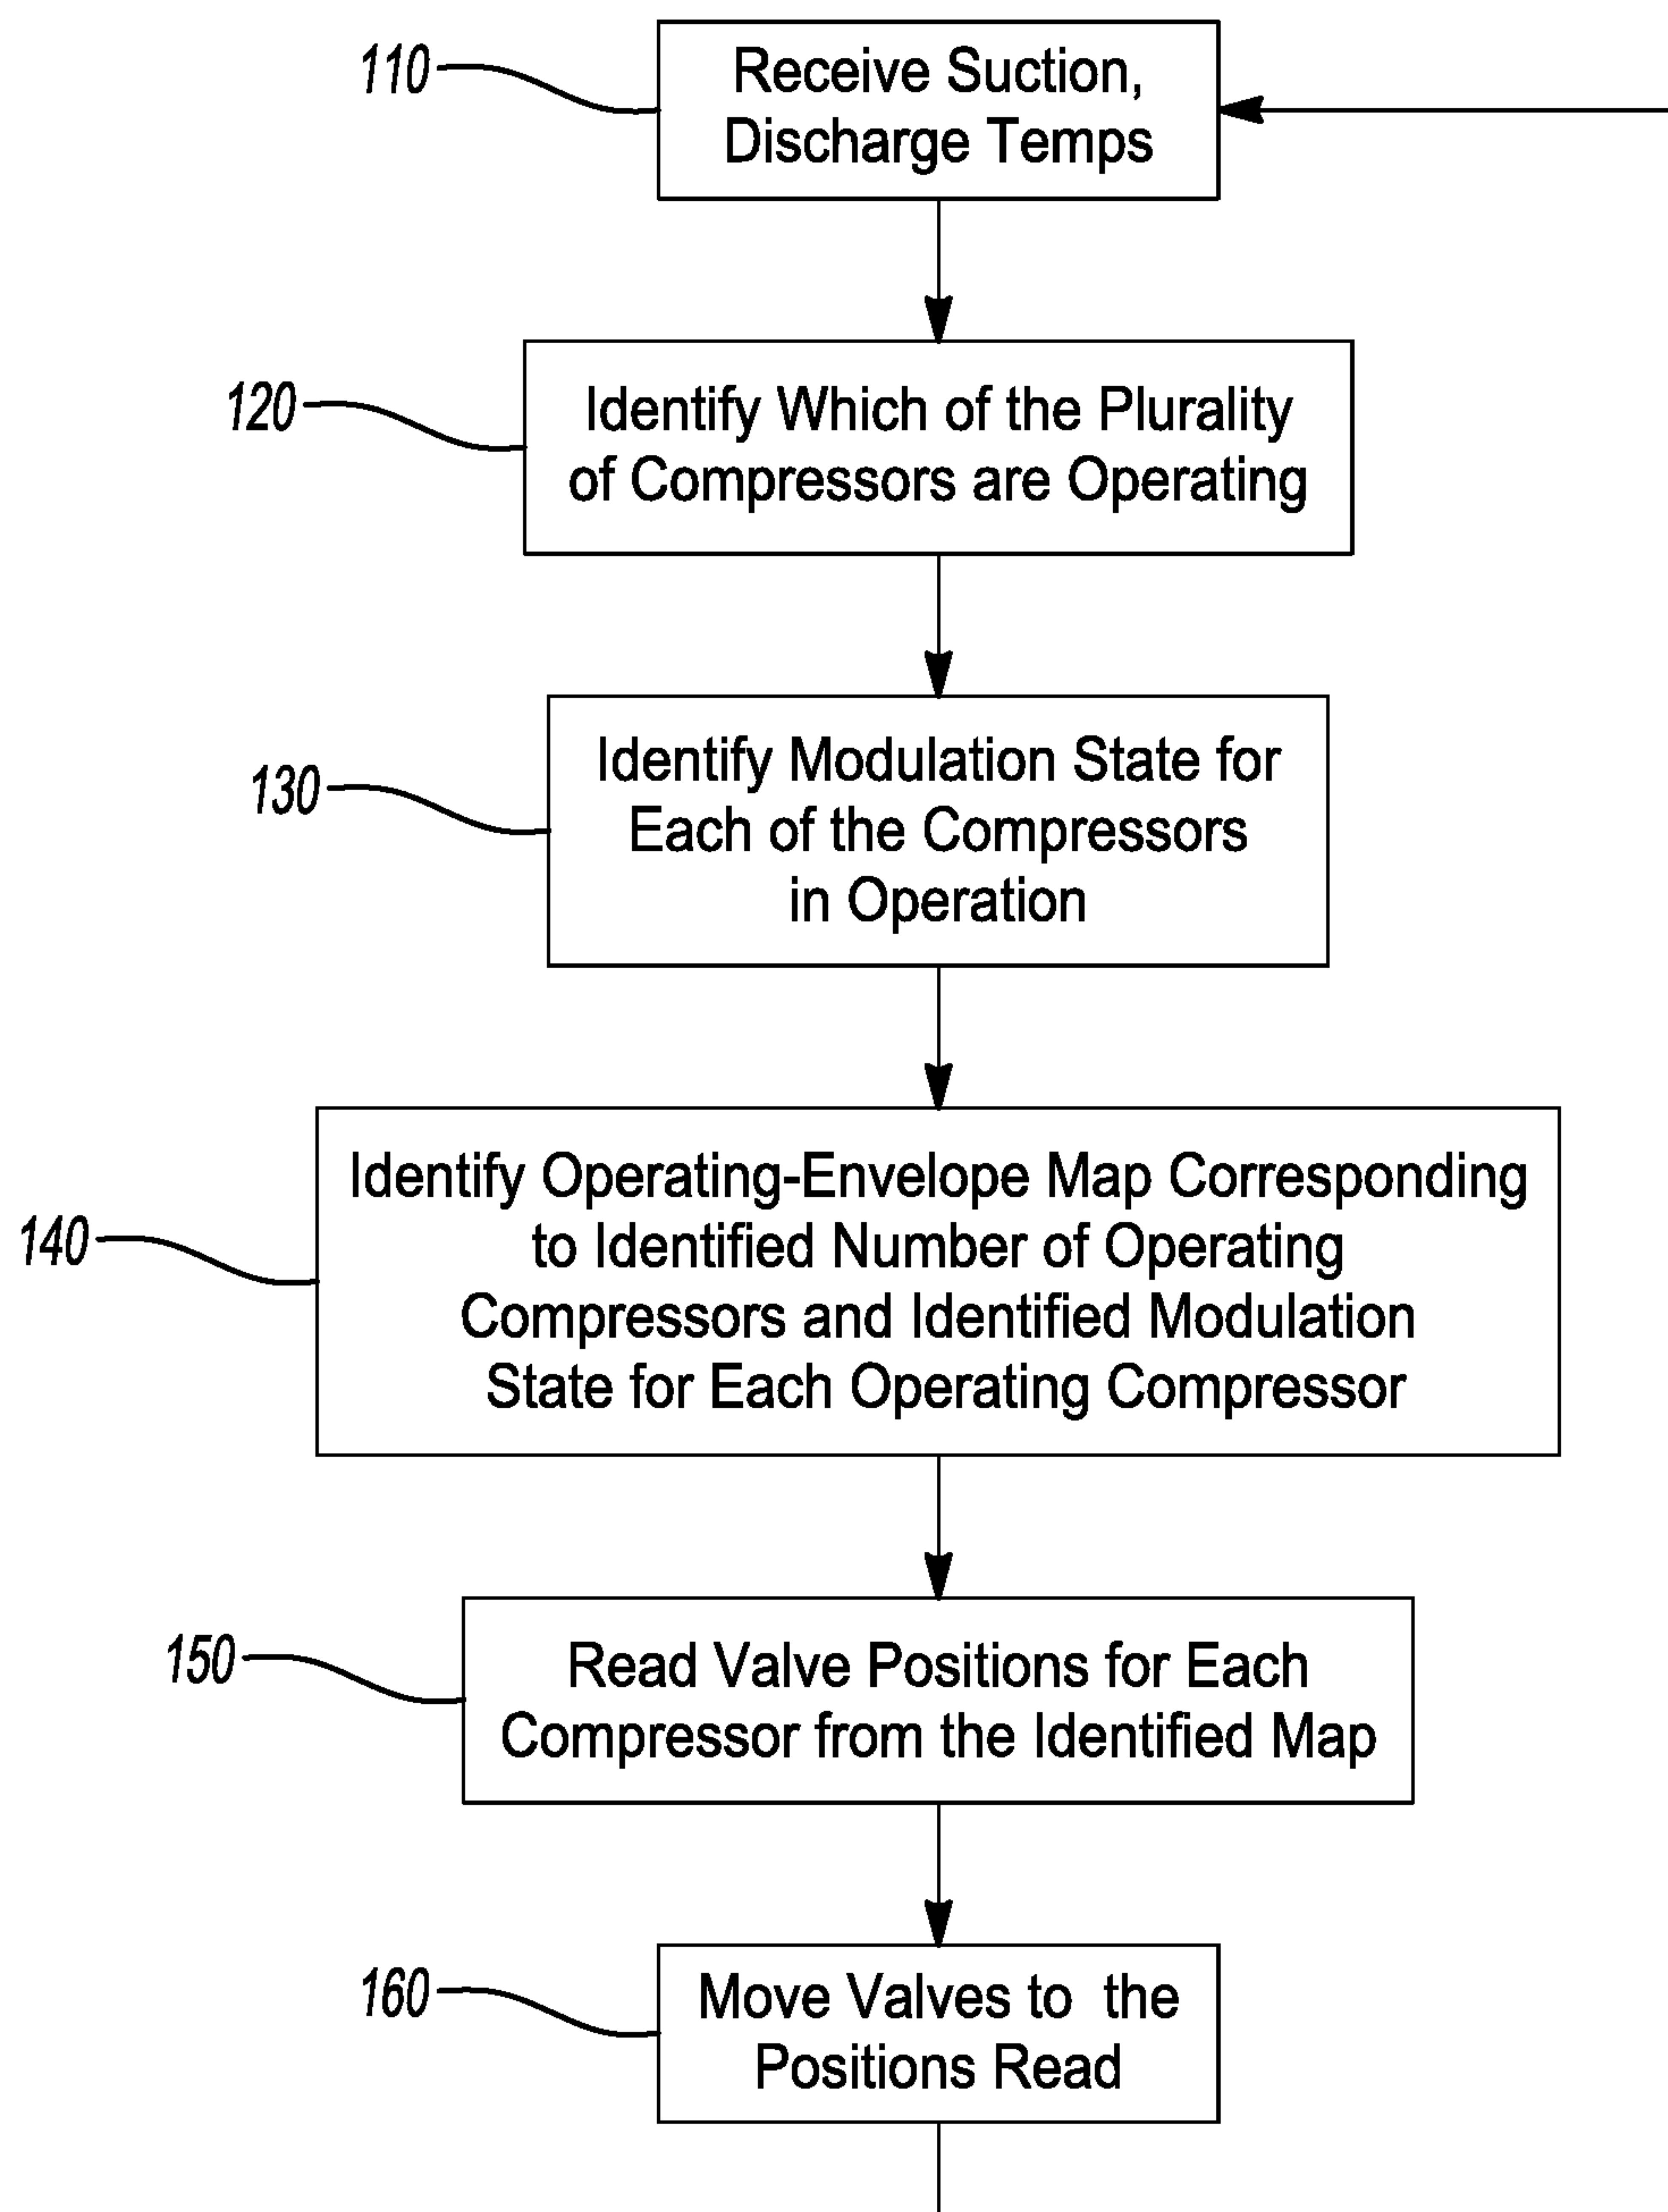 110
Receive Suction,
Discharge Temps
120
Identify Which of the Plurality
of Compressors are Operating
130
Identify Modulation State for
Each of the Compressors
in Operation
140
Identify Operating-Envelope Map Corresponding
to Identified Number of Operating
Compressors and Identified Modulation
State for Each Operating Compressor
150
Read Valve Positions for Each
Compressor from the Identified Map
160
Move Valves to the
Positions Read